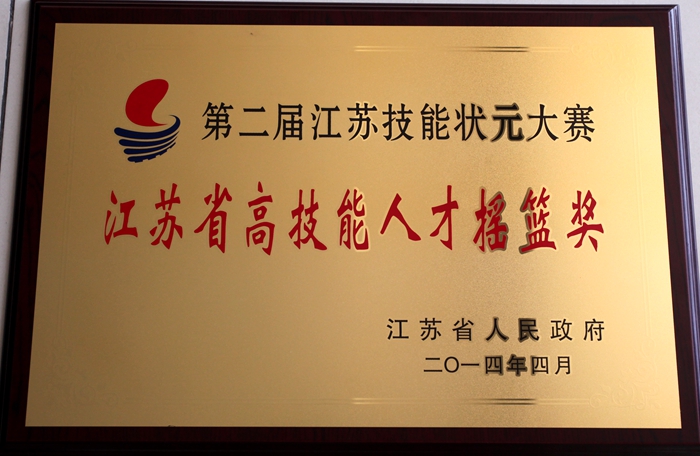 第二届江苏技能状元大赛
江苏省高技能人才摇篮奖
江苏省人民政府
二〇一四年四月